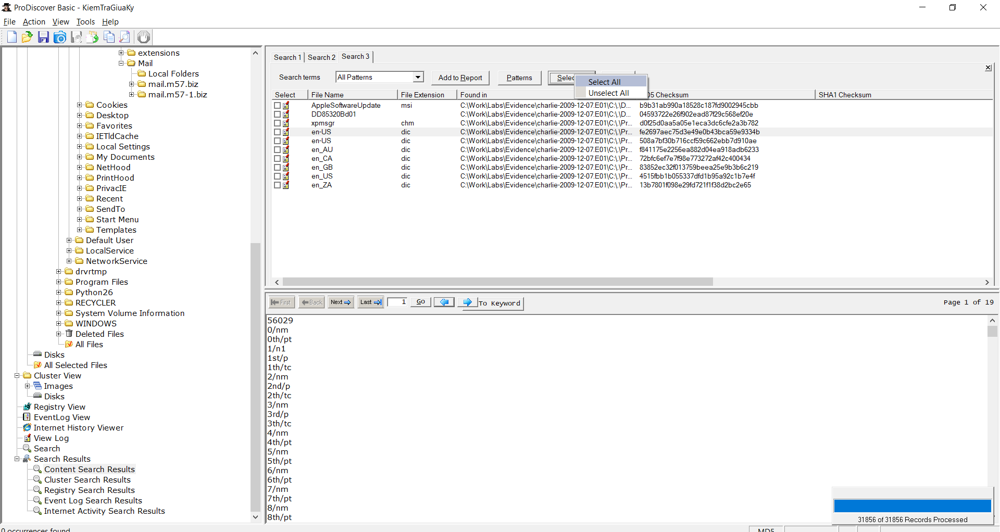 ProDiscover Basic - KiemTraGiuaKy
File Action View Tools Help
extensions
Mail
Local Folders
mail.m57.biz
mail.m57-1.biz
Cookies
Desktop
Favorites
IETldCache
Local Settings
My Documents
NetHood
PrintHood
PrivacIE
Recent
SendTo
Start Menu
Templates
Default User
LocalService
NetworkService
drvrtmp
Program Files
Python26
RECYCLER
System Volume Information
WINDOWS
Deleted Files
All Files
Disks
All Selected Files
Cluster View
Images
Disks
Registry View
EventLog View
Internet History Viewer
View Log
Search
Search Results
Content Search Results
Cluster Search Results
Registry Search Results
Event Log Search Results
Internet Activity Search Results
Search 1 Search 2 Search 3
Search terms All Patterns Add to Report Patterns Selec
Select All
Unselect All
Select File Name File Extension Found in D5 Checksum SHA1 Checksum
AppleSoftwareUpdate msi C:\Work\Labs\Evidence\charlie-2009-12-07.E01\C:\.\D... b9b31ab990a18528c187fd9002945cbb
DD85320Bd01 C:\Work\Labs\Evidence\charlie-2009-12-07.E01\C:\.\D... 04593722e26f902ead87f29c568ef20e
xpmsgr chm C:\Work\Labs\Evidence\charlie-2009-12-07.E01\C:\.\Pr... d0f25d0aa5a05e1eca3dc6cfe2a3b782
en-US dic C:\Work\Labs\Evidence\charlie-2009-12-07.E01\C:\.\Pr... fe2697aec75d3e49e0b43bca59e9334b
en-US dic C:\Work\Labs\Evidence\charlie-2009-12-07.E01\C:\.\Pr... 508a7bf30b716ccf59c662ebb7d910ae
en_AU dic C:\Work\Labs\Evidence\charlie-2009-12-07.E01\C:\.\Pr... f841175e2256ea882d04ea918adb6233
en_CA dic C:\Work\Labs\Evidence\charlie-2009-12-07.E01\C:\.\Pr... 72bfc6ef7e7f98e773272af42c400434
en_GB dic C:\Work\Labs\Evidence\charlie-2009-12-07.E01\C:\.\Pr... 83852ec32f013759beea25e9b3b6c219
en_US dic C:\Work\Labs\Evidence\charlie-2009-12-07.E01\C:\.\Pr... 4515fbb1b055337dfd1b95a92c1b7e4f
en_ZA dic C:\Work\Labs\Evidence\charlie-2009-12-07.E01\C:\.\Pr... 13b7801f098e29fd721f1f38d2bc2e65
First Back Next Last 1 Go To Keyword Page 1 of 19
56029
0/nm
0th/pt
1/n1
1st/p
1th/tc
2/nm
2nd/p
2th/tc
3/nm
3rd/p
3th/tc
4/nm
4th/pt
5/nm
5th/pt
6/nm
6th/pt
7/nm
7th/pt
8/nm
8th/pt
31856 of 31856 Records Processed
0 occurrences found MD5